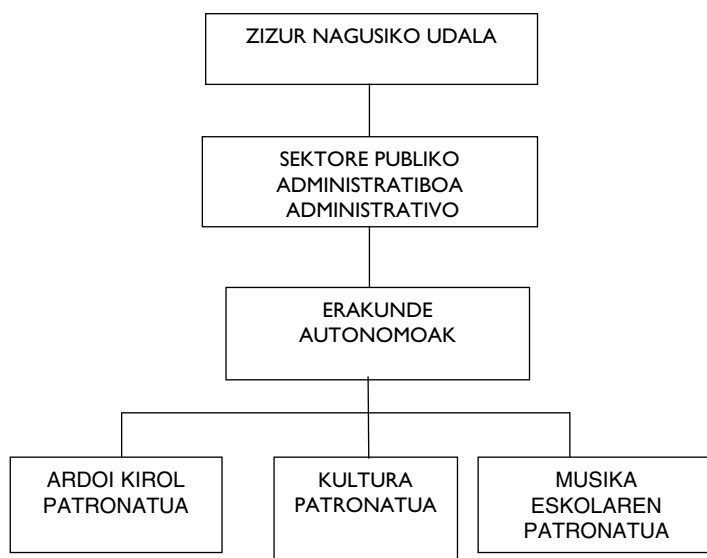 ZIZUR NAGUSIKO UDALA
SEKTORE PUBLIKO
ADMINISTRATIBOA
ADMINISTRATIVO
ERAKUNDE
AUTONOMOAK
ARDOI KIROL
PATRONATUA
KULTURA
PATRONATUA
MUSIKA
ESKOLAREN
PATRONATUA